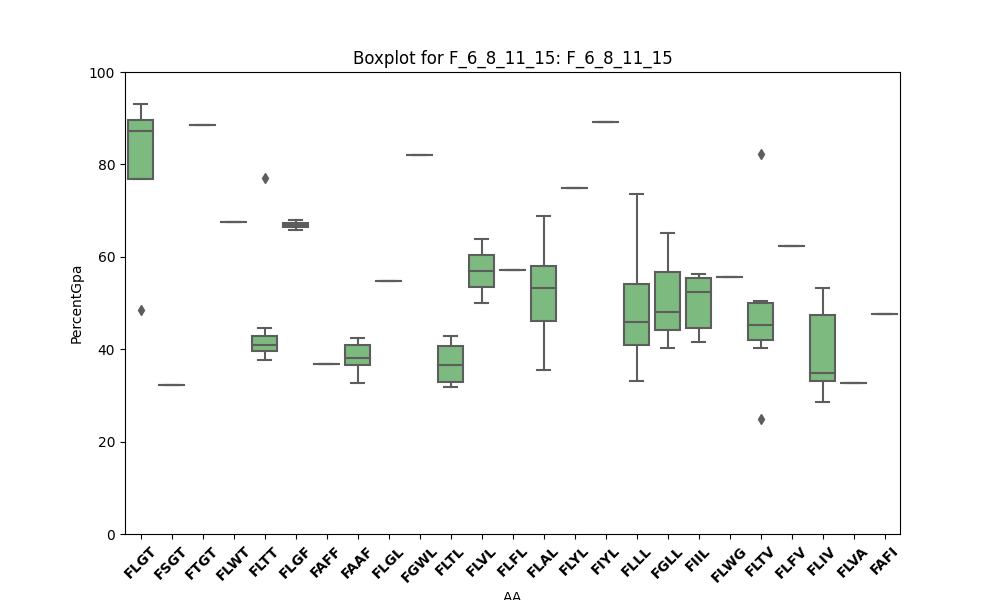 Boxplot for F_6_8_11_15: F_6_8_11_15
100
80
60
40
20
0
PercentGpa
FLGT
FSGT
FTGT
FLWT
FLTT
FLGF
FAFF
FAAF
FLGL
FGWL
FLTL
FLVL
FLFL
FLAL
FLYL
FIYL
FLLL
FGLL
FIIL
FLWG
FLTV
FLFV
FLIV
FLVA
FAFI
AA